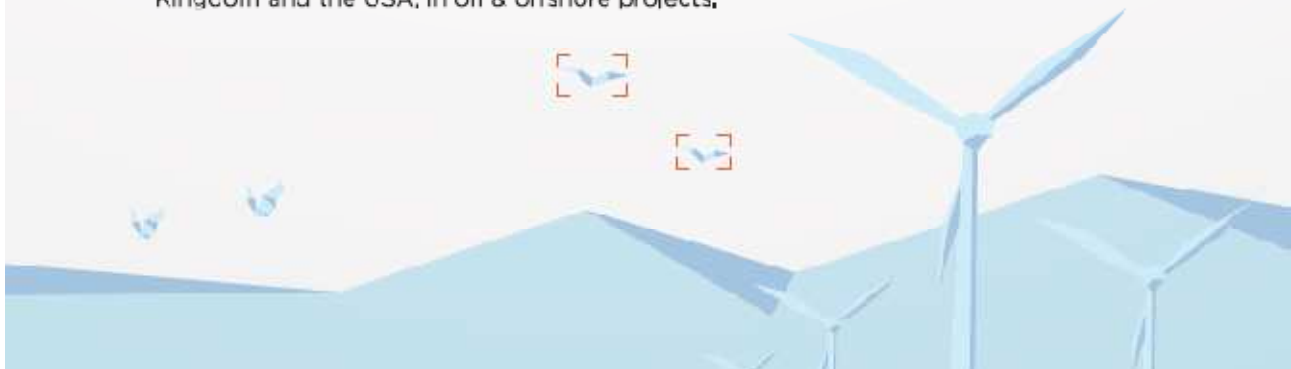 Kingdom and the USA, in on & offshore projects.